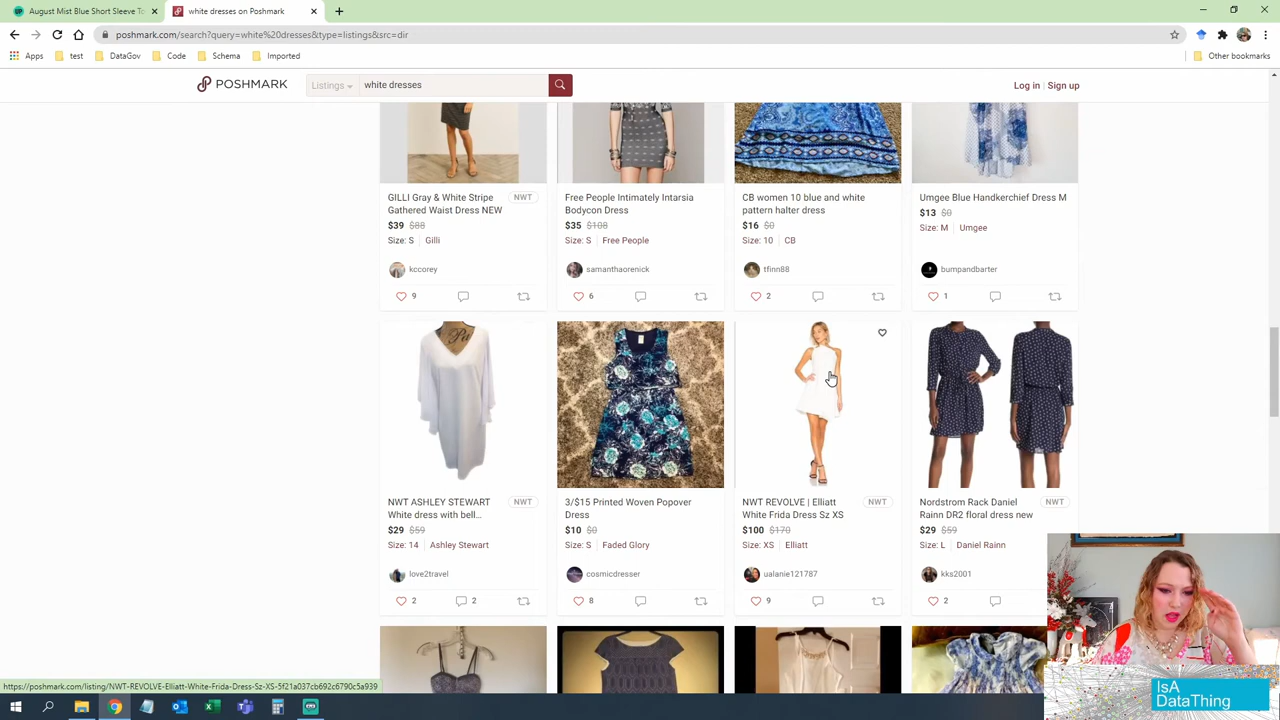 August Mist Blue Short Sleeve To
white dresses on Poshmark
poshmark.com/search?query=white%20dresses&type=listings&src=dir
Apps test DataGov Code Schema Imported Other bookmarks
POSHMARK Listings white dresses Log in Sign up
GILLI Gray & White Stripe
Gathered Waist Dress NEW
NWT
$39 $88
Size: S Gilli
kccorey
9
Free People Intimately Intarsia
Bodycon Dress
$35 $108
Size: S Free People
samanthaorenick
6
CB women 10 blue and white
pattern halter dress
$16 $0
Size: 10 CB
tfinn88
2
Umgee Blue Handkerchief Dress M
$13 $0
Size: M Umgee
bumpandbarter
1
NWT ASHLEY STEWART
White dress with bell...
NWT
$29 $59
Size: 14 Ashley Stewart
love2travel
2 2
3/$15 Printed Woven Popover
Dress
$10 $0
Size: S Faded Glory
cosmicdresser
8
NWT REVOLVE | Elliatt
White Frida Dress Sz XS
NWT
$100 $170
Size: XS Elliatt
ualanie121787
9
Nordstrom Rack Daniel
Rainn DR2 floral dress new
NWT
$29 $59
Size: L Daniel Rainn
kks2001
2
https://poshmark.com/listing/NWT-REVOLVE-Elliatt-White-Frida-Dress-Sz-XS-5f21a037cb692c6790c5a939
IsA
DataThing